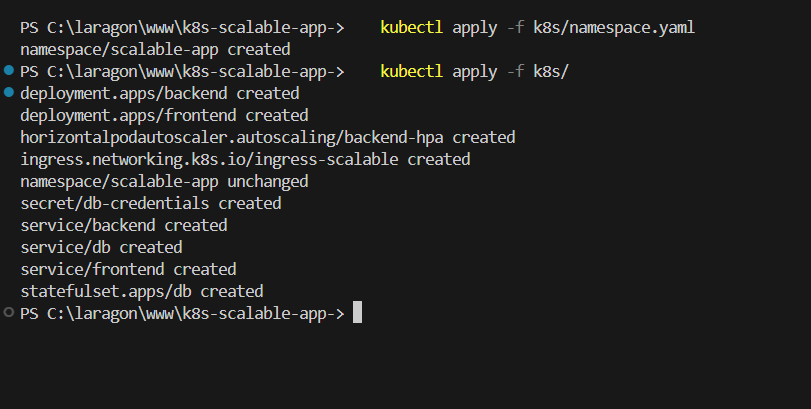 PS C:\laragon\www\k8s-scalable-app-> kubectl apply -f k8s/namespace.yaml
namespace/scalable-app created
PS C:\laragon\www\k8s-scalable-app-> kubectl apply -f k8s/
deployment.apps/backend created
deployment.apps/frontend created
horizontalpodautoscaler.autoscaling/backend-hpa created
ingress.networking.k8s.io/ingress-scalable created
namespace/scalable-app unchanged
secret/db-credentials created
service/backend created
service/db created
service/frontend created
statefulset.apps/db created
PS C:\laragon\www\k8s-scalable-app->